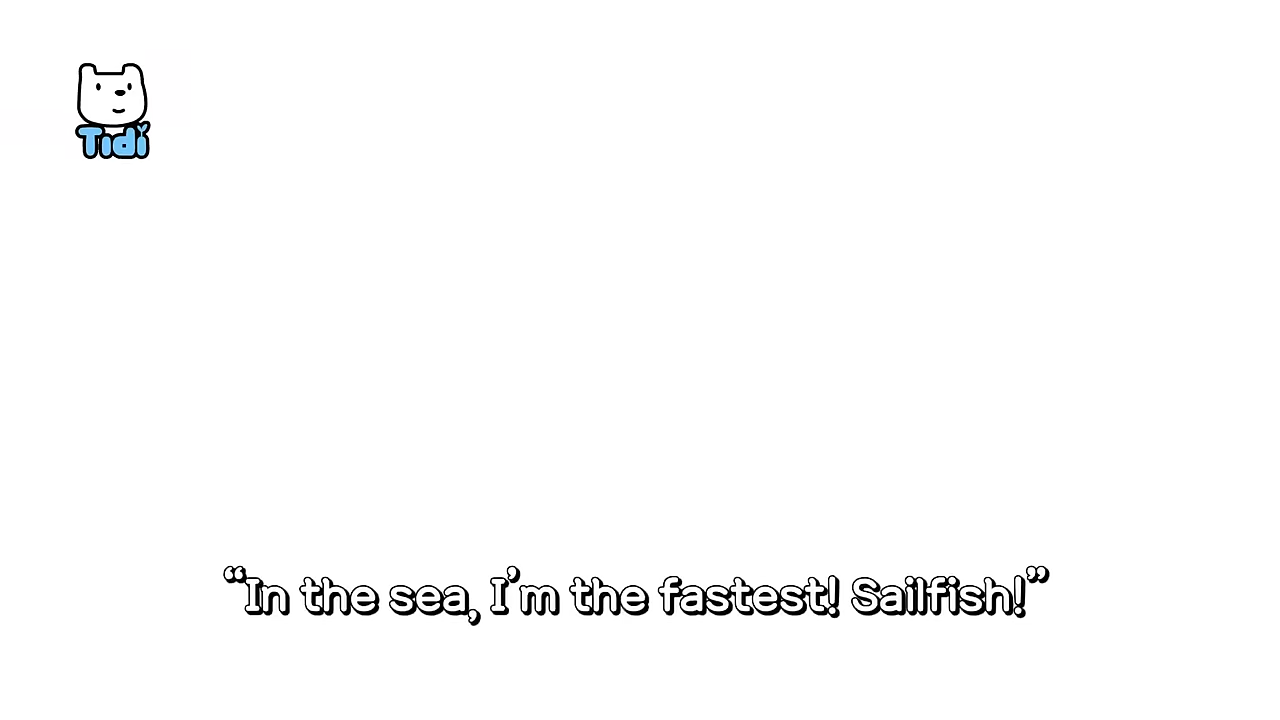 Tidi
“In the sea, I’m the fastest! Sailfish!”